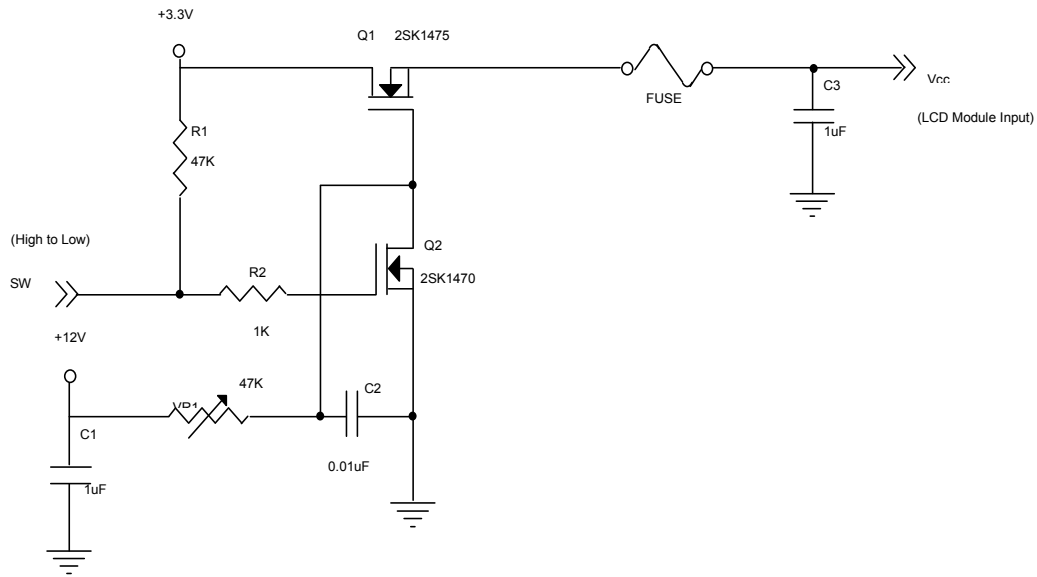 +3.3V
Q1 2SK1475
FUSE
C3
Vcc
1uF
(LCD Module Input)
R1
47K
(High to Low)
SW
R2
1K
Q2
2SK1470
+12V
47K
VR1
C2
C1
0.01uF
1uF